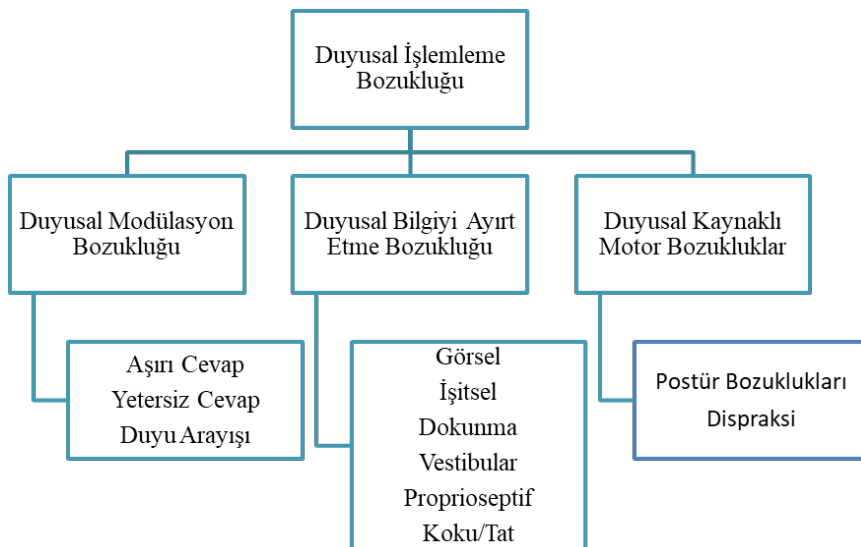 Duyusal İşlemleme
Bozukluğu
Duyusal Modülasyon
Bozukluğu
Duyusal Bilgiyi Ayırt
Etme Bozukluğu
Duyusal Kaynaklı
Motor Bozukluklar
Aşırı Cevap
Yetersiz Cevap
Duyu Arayışı
Görsel
İşitsel
Dokunma
Vestibular
Proprioseptif
Koku/Tat
Postür Bozuklukları
Dispraksi